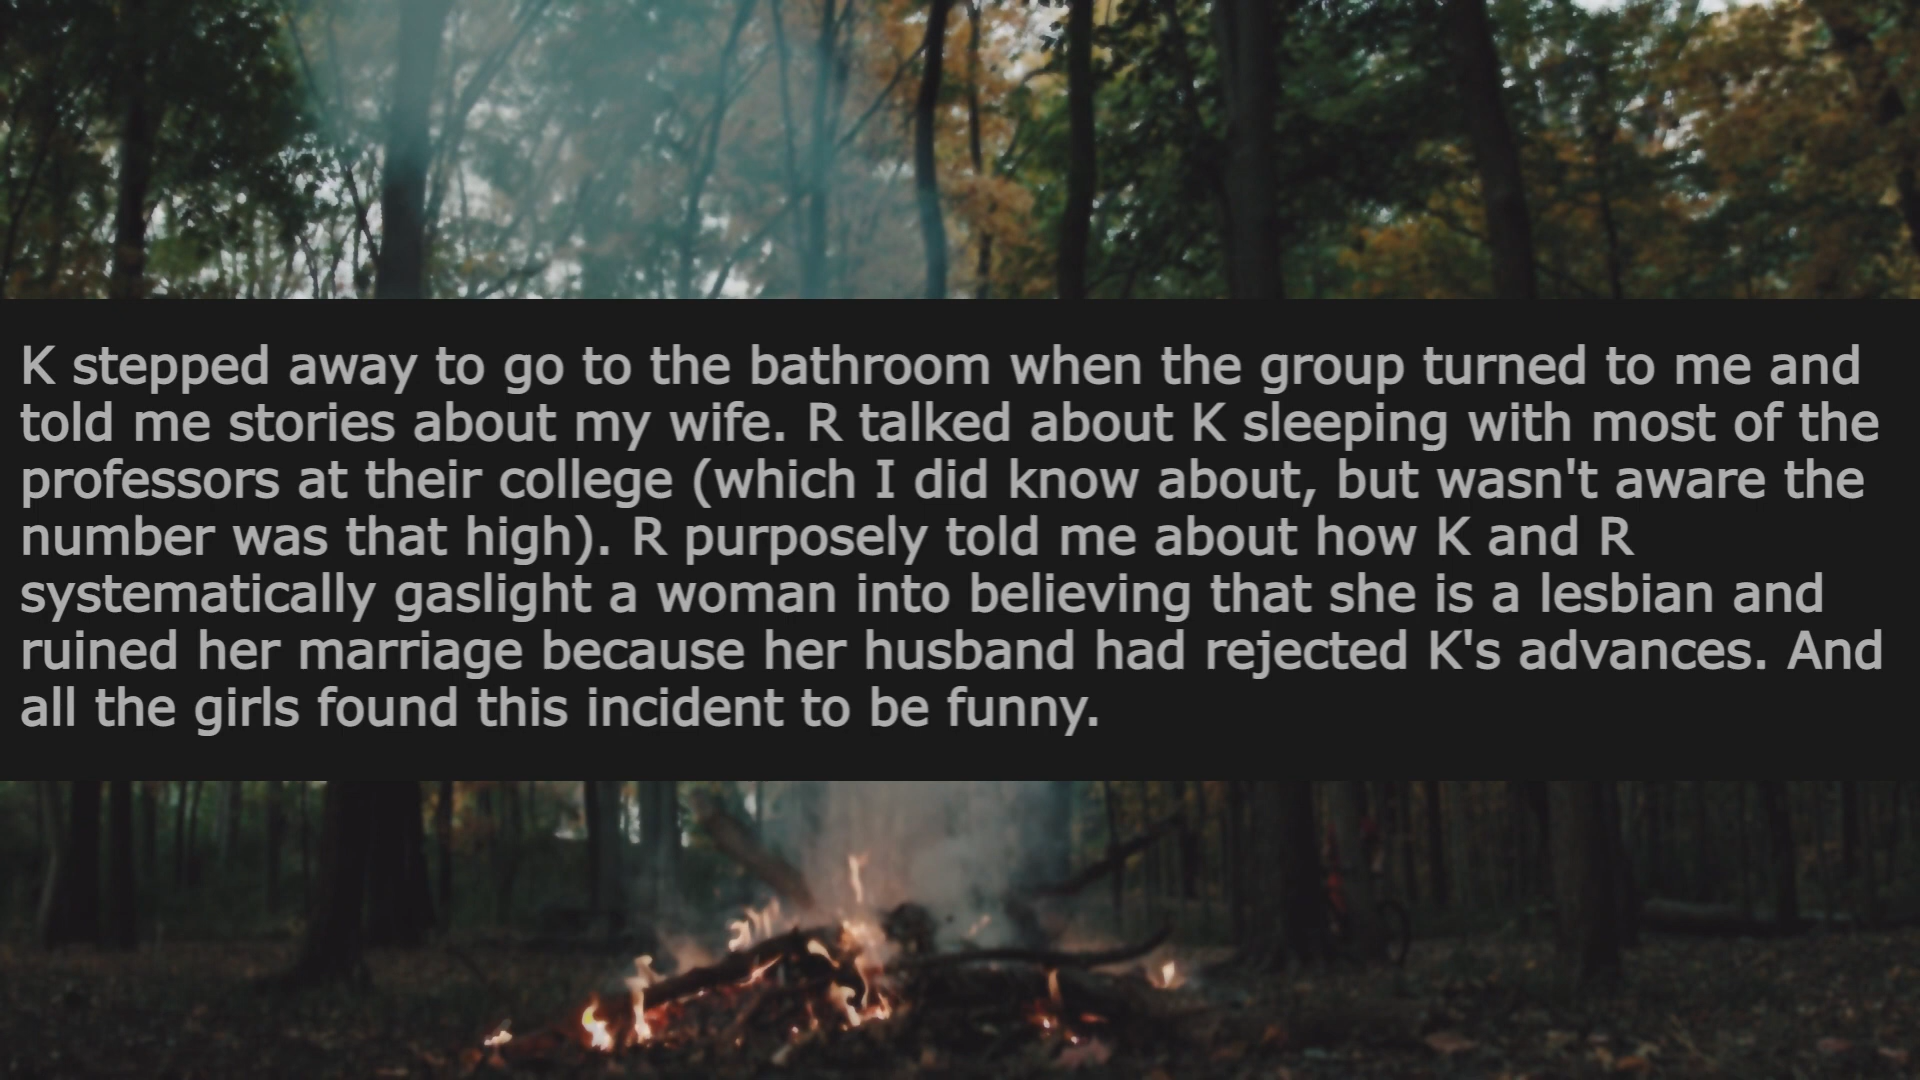 K stepped away to go to the bathroom when the group turned to me and
told me stories about my wife. R talked about K sleeping with most of the
professors at their college (which I did know about, but wasn't aware the
number was that high). R purposely told me about how K and R
systematically gaslight a woman into believing that she is a lesbian and
ruined her marriage because her husband had rejected K's advances. And
all the girls found this incident to be funny.